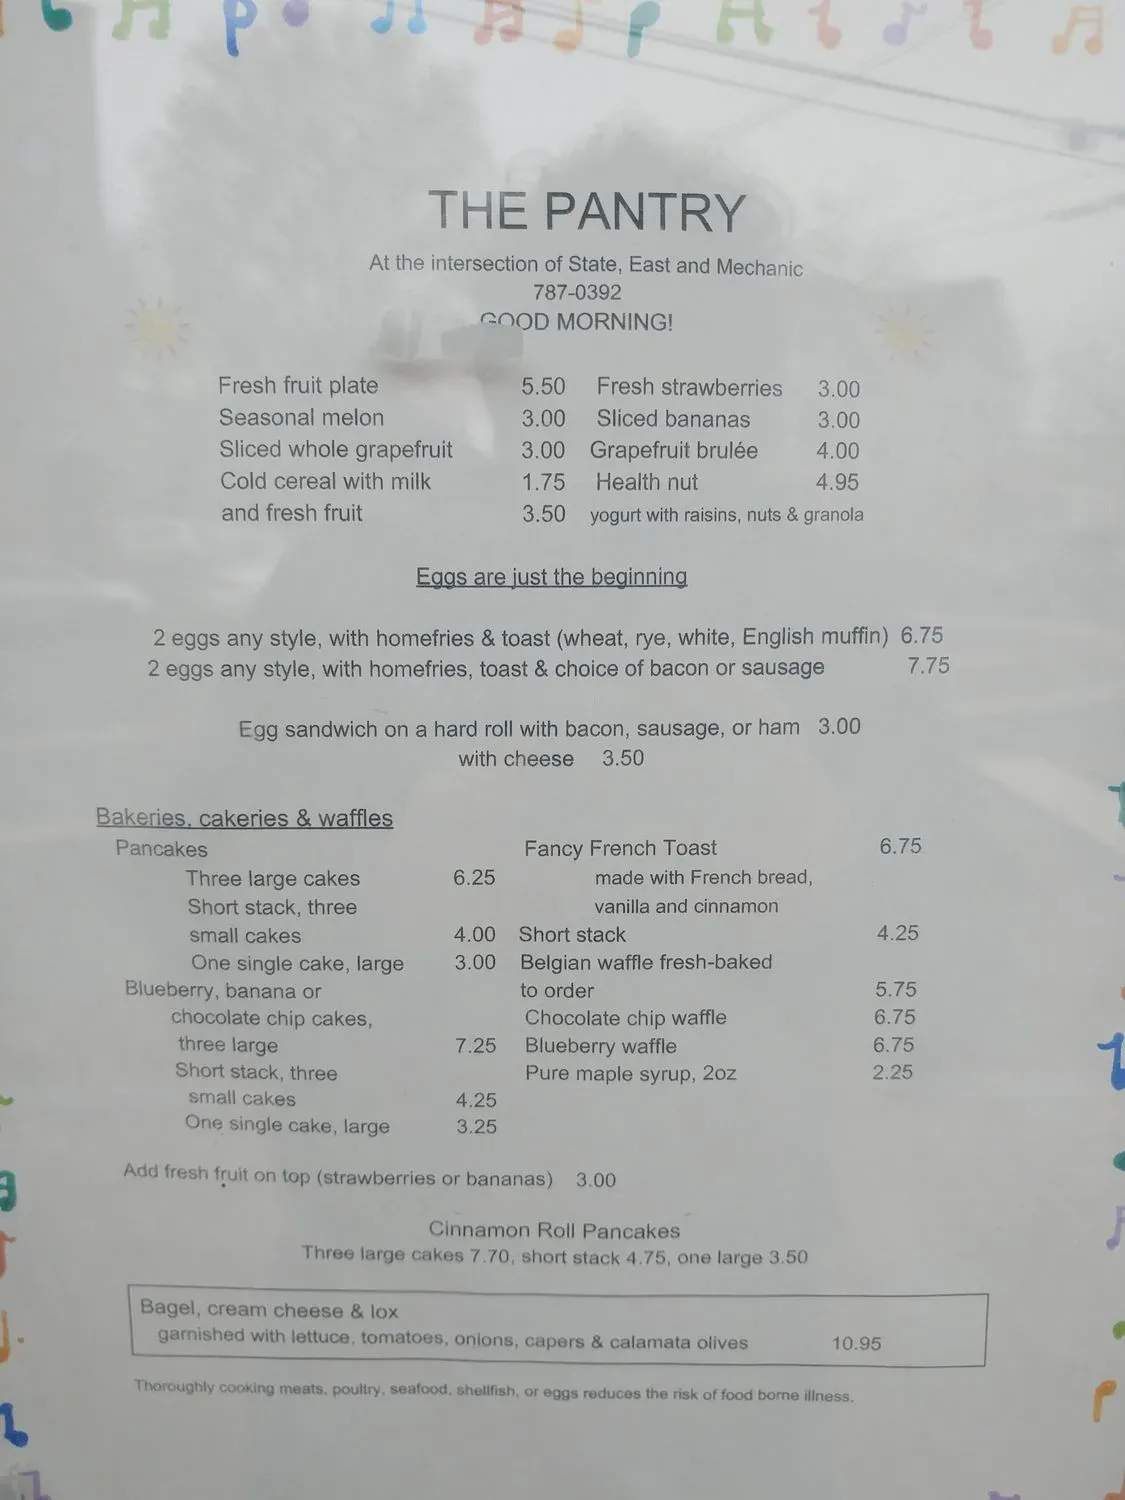 THE PANTRY
At the intersection of State, East and Mechanic
787-0392
GOOD MORNING!
Fresh fruit plate 5.50 Fresh strawberries 3.00
Seasonal melon 3.00 Sliced bananas 3.00
Sliced whole grapefruit 3.00 Grapefruit brulée 4.00
Cold cereal with milk 1.75 Health nut 4.95
and fresh fruit 3.50 yogurt with raisins, nuts & granola
Eggs are just the beginning
2 eggs any style, with homefries & toast (wheat, rye, white, English muffin) 6.75
2 eggs any style, with homefries, toast & choice of bacon or sausage 7.75
Egg sandwich on a hard roll with bacon, sausage, or ham 3.00
with cheese 3.50
Bakeries, cakeries & waffles
Pancakes
Three large cakes 6.25
Short stack, three
small cakes 4.00
One single cake, large 3.00
Blueberry, banana or
chocolate chip cakes,
three large 7.25
Short stack, three
small cakes 4.25
One single cake, large 3.25
Fancy French Toast 6.75
made with French bread,
vanilla and cinnamon
Short stack 4.25
Belgian waffle fresh-baked
to order 5.75
Chocolate chip waffle 6.75
Blueberry waffle 6.75
Pure maple syrup, 2oz 2.25
Add fresh fruit on top (strawberries or bananas) 3.00
Cinnamon Roll Pancakes
Three large cakes 7.70, short stack 4.75, one large 3.50
Bagel, cream cheese & lox
garnished with lettuce, tomatoes, onions, capers & calamata olives 10.95
Thoroughly cooking meats, poultry, seafood, shellfish, or eggs reduces the risk of food borne illness.